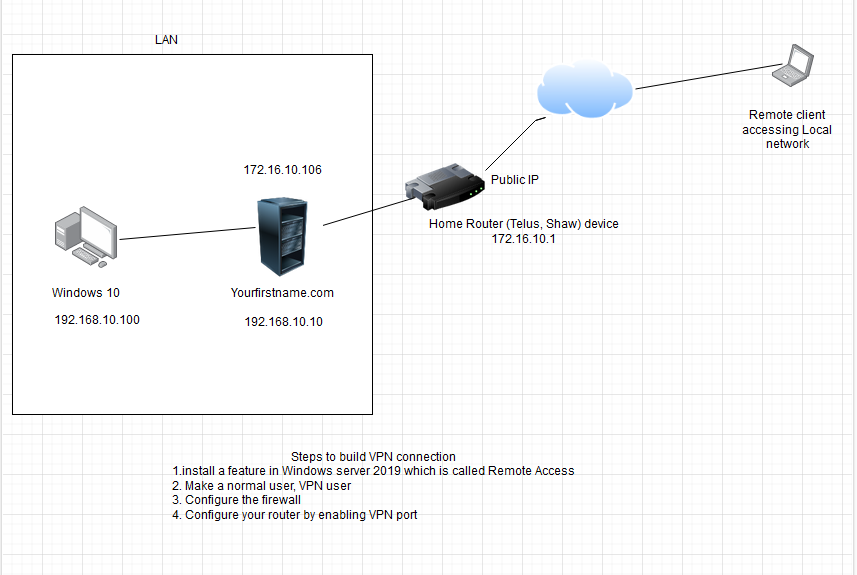 LAN
Remote client
accessing Local
network
172.16.10.106
Public IP
Home Router (Telus, Shaw) device
172.16.10.1
Windows 10
Yourfirstname.com
192.168.10.100
192.168.10.10
Steps to build VPN connection
1.install a feature in Windows server 2019 which is called Remote Access
2. Make a normal user, VPN user
3. Configure the firewall
4. Configure your router by enabling VPN port